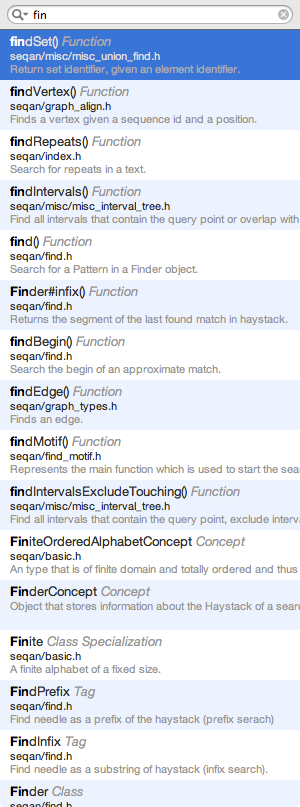 fin
findSet() Function
seqan/misc/misc_union_find.h
Return set identifier, given an element identifier.
findVertex() Function
seqan/graph_align.h
Finds a vertex given a sequence id and a position.
findRepeats() Function
seqan/index.h
Search for repeats in a text.
findIntervals() Function
seqan/misc/misc_interval_tree.h
Find all intervals that contain the query point or overlap with
find() Function
seqan/find.h
Search for a Pattern in a Finder object.
Finder#infix() Function
seqan/find.h
Returns the segment of the last found match in haystack.
findBegin() Function
seqan/find.h
Search the begin of an approximate match.
findEdge() Function
seqan/graph_types.h
Finds an edge.
findMotif() Function
seqan/find_motif.h
Represents the main function which is used to start the sea
findIntervalsExcludeTouching() Function
seqan/misc/misc_interval_tree.h
Find all intervals that contain the query point, exclude interv
FiniteOrderedAlphabetConcept Concept
seqan/basic.h
An type that is of finite domain and totally ordered and thus
FinderConcept Concept
Object that stores information about the Haystack of a sear
Finite Class Specialization
seqan/basic.h
A finite alphabet of a fixed size.
FindPrefix Tag
seqan/find.h
Find needle as a prefix of the haystack (prefix serach)
FindInfix Tag
seqan/find.h
Find needle as a substring of haystack (infix search).
Finder Class
seqan/find.h